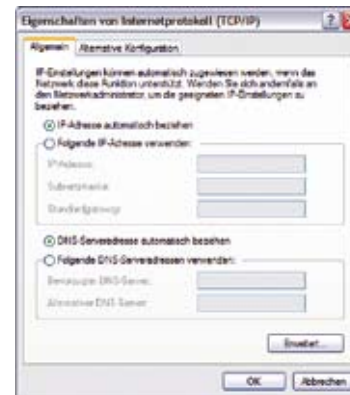 Eigenschaften von Internetprotokoll (TCP/IP)
Allgemein
Alternative Konfiguration
IP-Einstellungen können automatisch zugewiesen werden, wenn das
Netzwerk diese Funktion unterstützt. Wenden Sie sich andernfalls an
den Netzwerkadministrator, um die geeigneten IP-Einstellungen zu
beziehen.
IP-Adresse automatisch beziehen
Folgende IP-Adresse verwenden:
IP-Adresse:
Subnetzmaske:
Standardgateway:
DNS-Serveradresse automatisch beziehen
Folgende DNS-Serveradressen verwenden:
Bevorzugter DNS-Server:
Alternativer DNS-Server:
Erweitert...
OK
Abbrechen